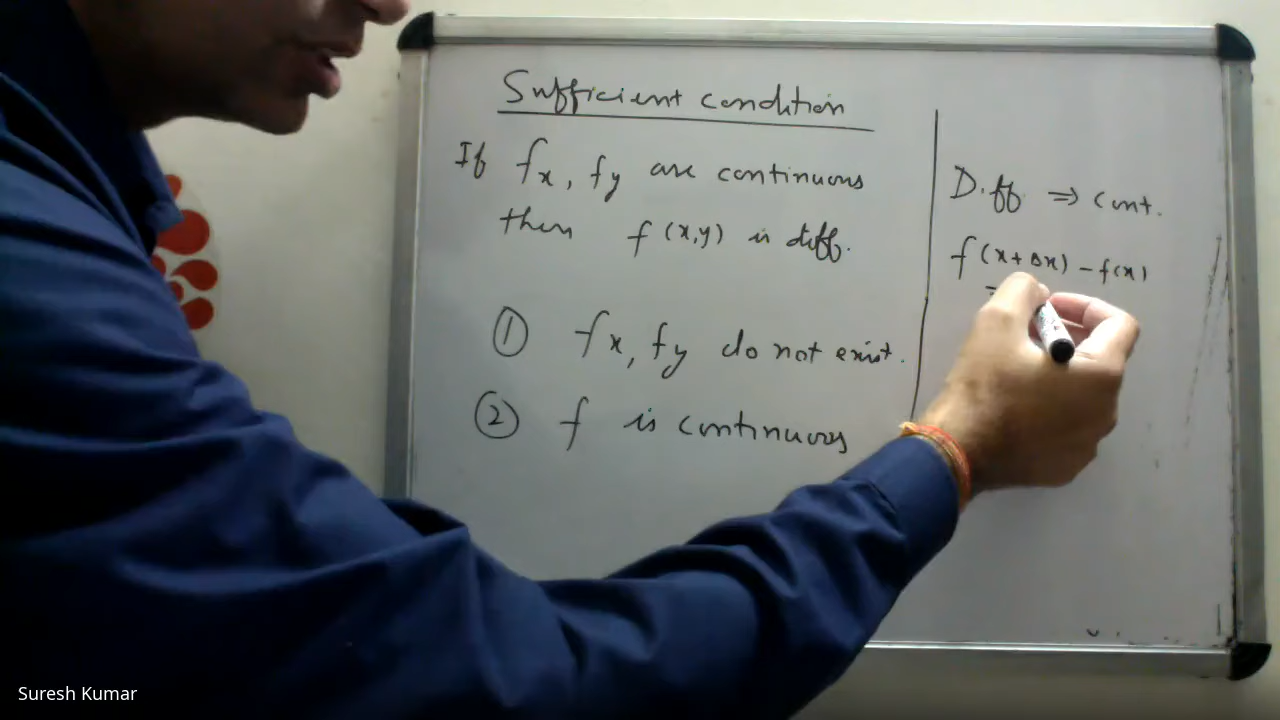 Sufficient condition
If fx, fy are continuous
then f(x,y) is diff.
① fx, fy do not exist.
② f is continuous
Diff ⇒ cont.
f(x+Δx) - f(x)
Suresh Kumar